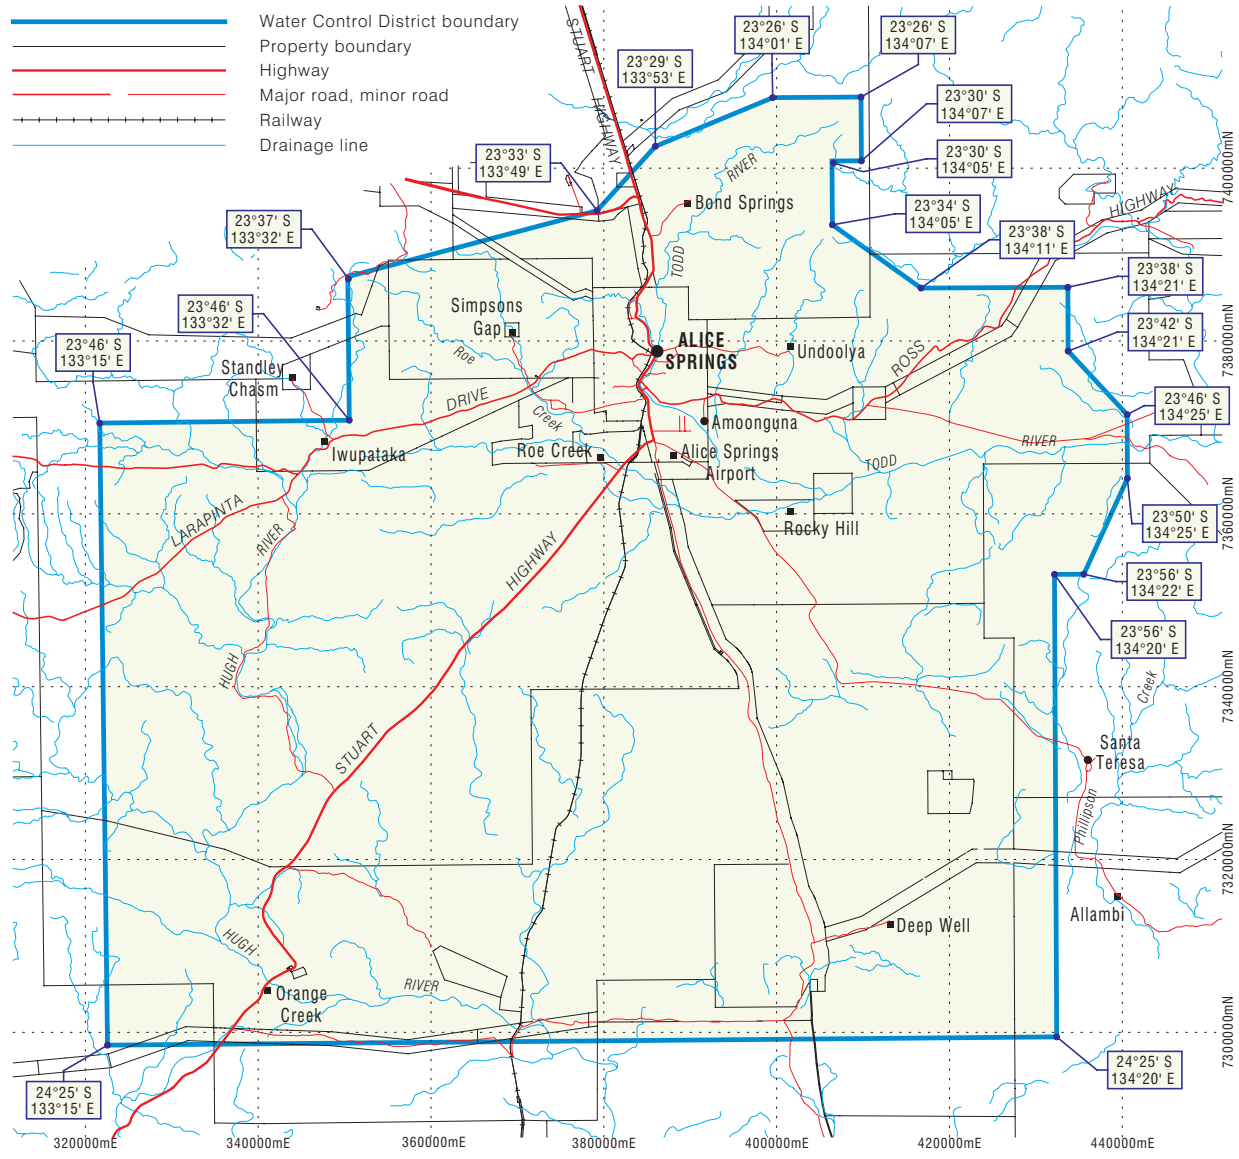 Water Control District boundary
Property boundary
Highway
Major road, minor road
Railway
Drainage line
STUART HIGHWAY
23°29' S
133°53' E
23°26' S
134°01' E
23°26' S
134°07' E
23°30' S
134°07' E
23°30' S
134°05' E
23°33' S
133°49' E
23°34' S
134°05' E
23°37' S
133°32' E
23°38' S
134°11' E
23°38' S
134°21' E
23°46' S
133°32' E
23°46' S
133°15' E
23°42' S
134°21' E
23°46' S
134°25' E
23°50' S
134°25' E
23°56' S
134°22' E
23°56' S
134°20' E
24°25' S
133°15' E
24°25' S
134°20' E
RIVER
TODD
Bond Springs
HIGHWAY
ROSS
Simpsons
Gap
ALICE
SPRINGS
Undoolya
Roe
Creek
Standley
Chasm
DRIVE
LARAPINTA
Iwupataka
Roe Creek
Amoonguna
Alice Springs
Airport
RIVER
TODD
Rocky Hill
RIVER
HUGH
HIGHWAY
STUART
Creek
Phillipson
Santa
Teresa
Allambi
Deep Well
HUGH
RIVER
Orange
Creek
7400000mN
7380000mN
7360000mN
7340000mN
7320000mN
7300000mN
320000mE
340000mE
360000mE
380000mE
400000mE
420000mE
440000mE